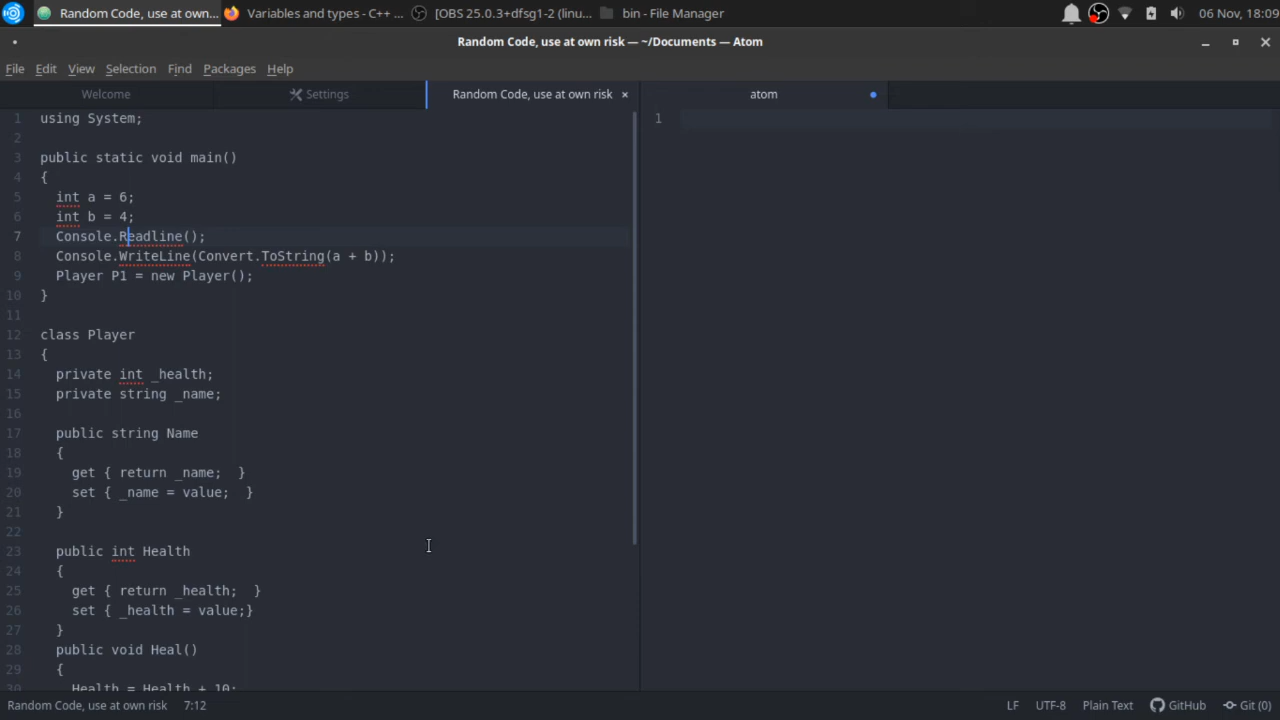 Random Code, use at own...
Variables and types - C++ ...
[OBS 25.0.3+dfsg1-2 (linu...
bin - File Manager
06 Nov, 18:09
Random Code, use at own risk — ~/Documents — Atom
File Edit View Selection Find Packages Help
Welcome
Settings
Random Code, use at own risk
atom
1 using System;
2
3 public static void main()
4 {
5 int a = 6;
6 int b = 4;
7 Console.Readline();
8 Console.WriteLine(Convert.ToString(a + b));
9 Player P1 = new Player();
10 }
11
12 class Player
13 {
14 private int _health;
15 private string _name;
16
17 public string Name
18 {
19 get { return _name; }
20 set { _name = value; }
21 }
22
23 public int Health
24 {
25 get { return _health; }
26 set { _health = value;}
27 }
28 public void Heal()
29 {
30 Health = Health + 10;
1
Random Code, use at own risk 7:12
LF UTF-8 Plain Text GitHub Git (0)